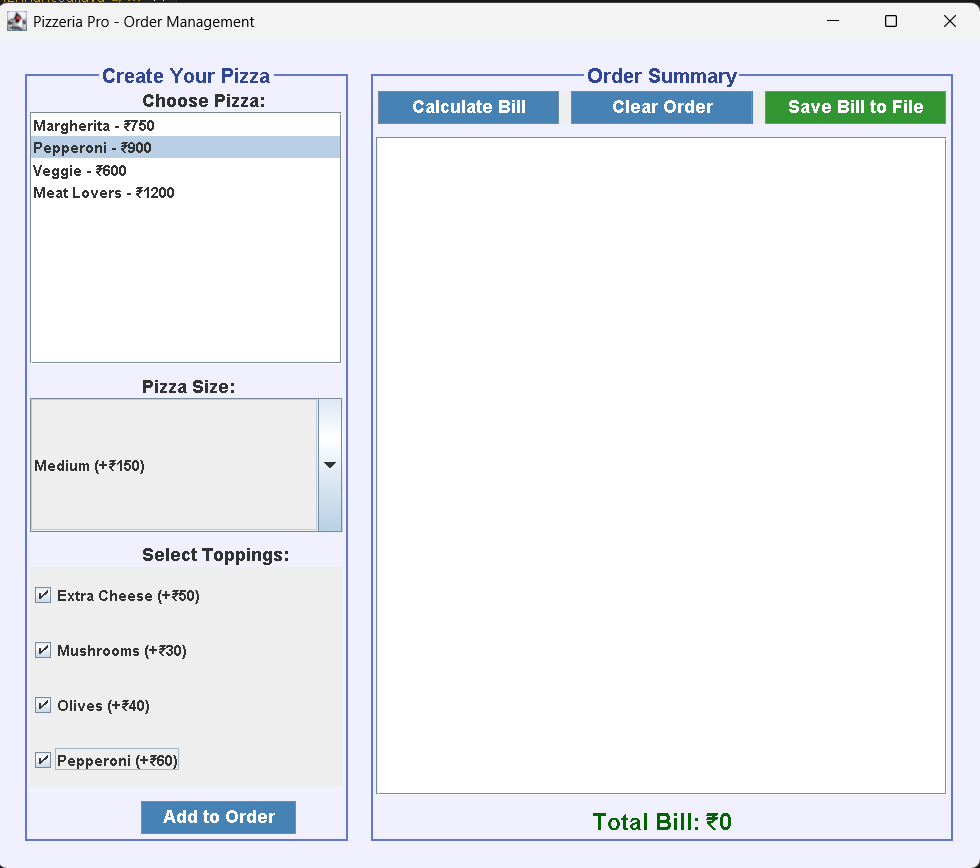 Pizzeria Pro - Order Management
Create Your Pizza
Choose Pizza:
Margherita - ₹750
Pepperoni - ₹900
Veggie - ₹600
Meat Lovers - ₹1200
Pizza Size:
Medium (+₹150)
Select Toppings:
Extra Cheese (+₹50)
Mushrooms (+₹30)
Olives (+₹40)
Pepperoni (+₹60)
Add to Order
Order Summary
Calculate Bill Clear Order Save Bill to File
Total Bill: ₹0